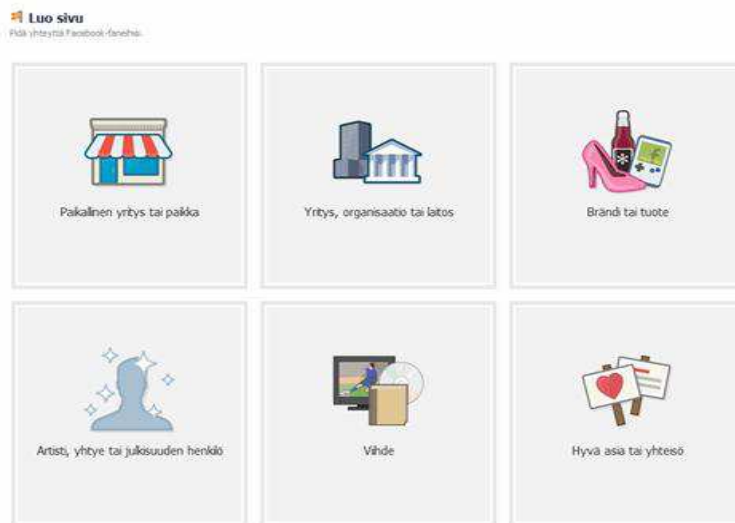 Luo sivu
Pidä yhteyttä Facebook-faneihisi.
Paikallinen yritys tai paikka
Yritys, organisaatio tai laitos
Brändi tai tuote
Artisti, yhtye tai julkisuuden henkilö
Viihde
Hyvä asia tai yhteisö